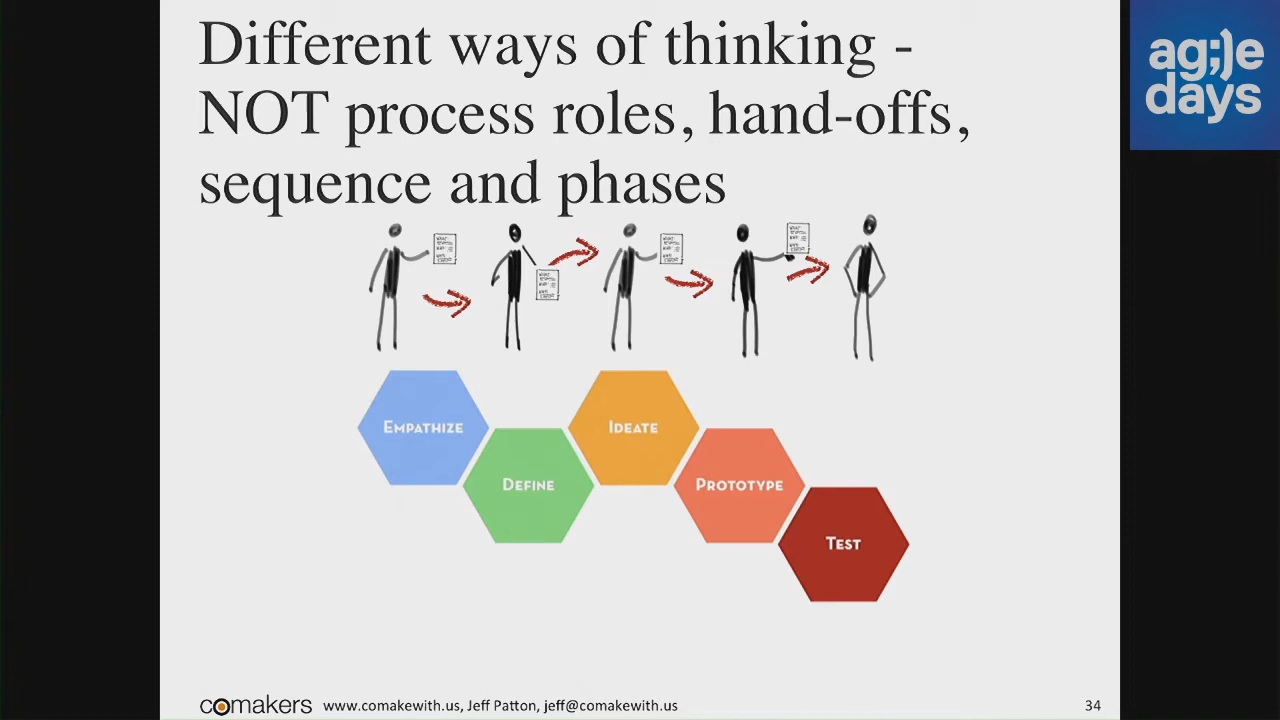 Different ways of thinking -
NOT process roles, hand-offs,
sequence and phases
ag;)e
days
EMPATHIZE
DEFINE
IDEATE
PROTOTYPE
TEST
comakers www.comakewith.us, Jeff Patton, jeff@comakewith.us
34